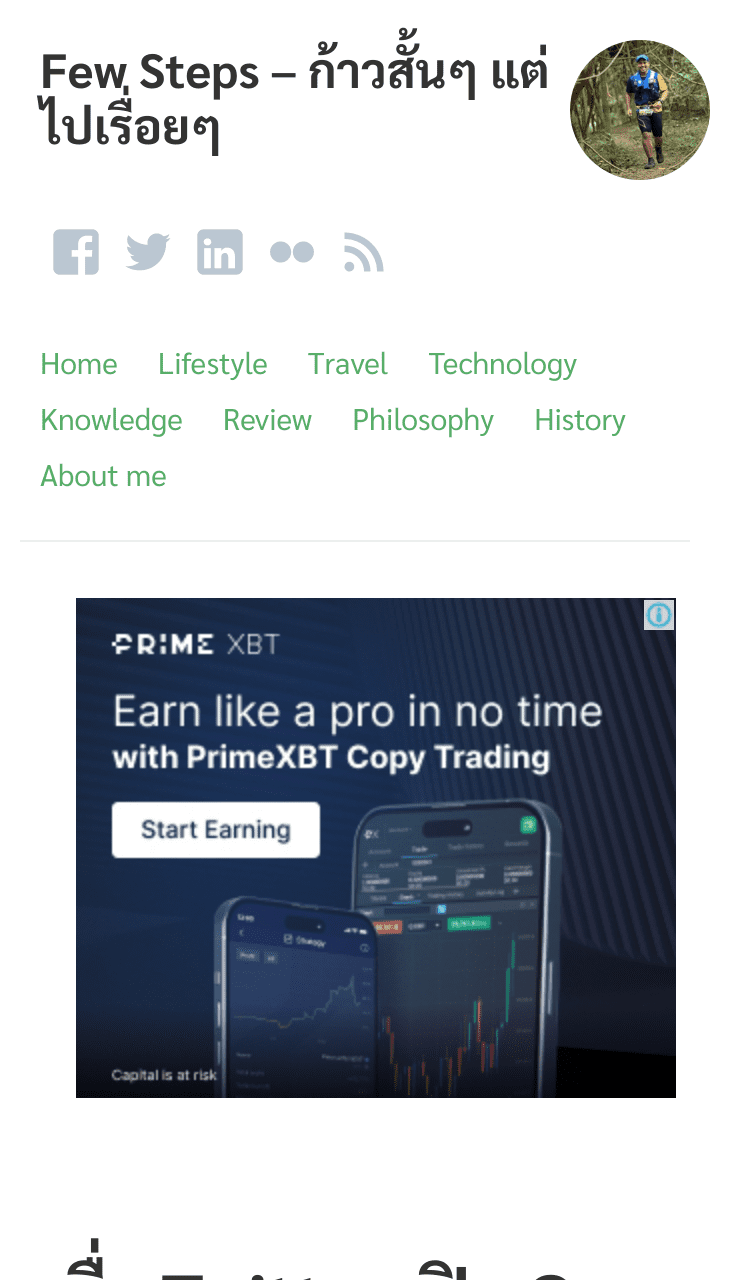 Few Steps – ก้าวสั้นๆ แต่
ไปเรื่อยๆ
Home Lifestyle Travel Technology
Knowledge Review Philosophy History
About me
PRIME XBT
Earn like a pro in no time
with PrimeXBT Copy Trading
Start Earning
Strategy
Capital is at risk